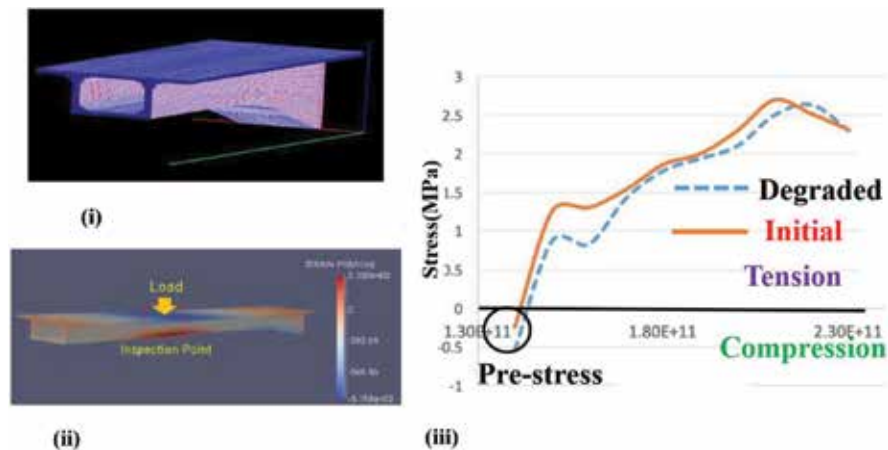 (i)
Load
Inspection Point
0
(ii)
Stress(MPa)
3
2.5
2
1.5
1
3.5
0
-0.5
-1
1.30E+11
1.80E+11
2.30E+11
Degraded
Initial
Tension
Compression
Pre-stress
(iii)